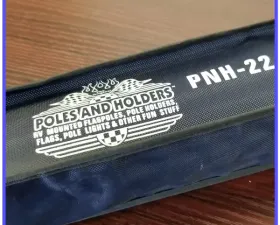 POLES AND HOLDERS
RV MOUNTED FLAGPOLES, POLE HOLDERS,
FLAGS, POLE LIGHTS & OTHER FUN STUFF
PNH-22